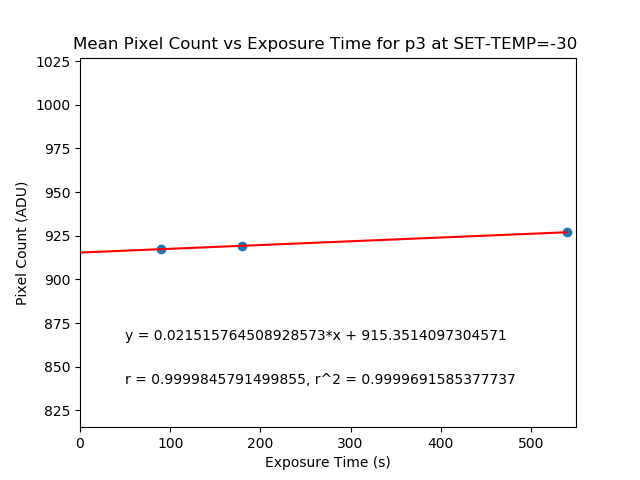 Mean Pixel Count vs Exposure Time for p3 at SET-TEMP=-30
1025
1000
975
950
925
900
875
850
825
Pixel Count (ADU)
y = 0.021515764508928573*x + 915.3514097304571
r = 0.9999845791499855, r^2 = 0.9999691585377737
0 100 200 300 400 500
Exposure Time (s)